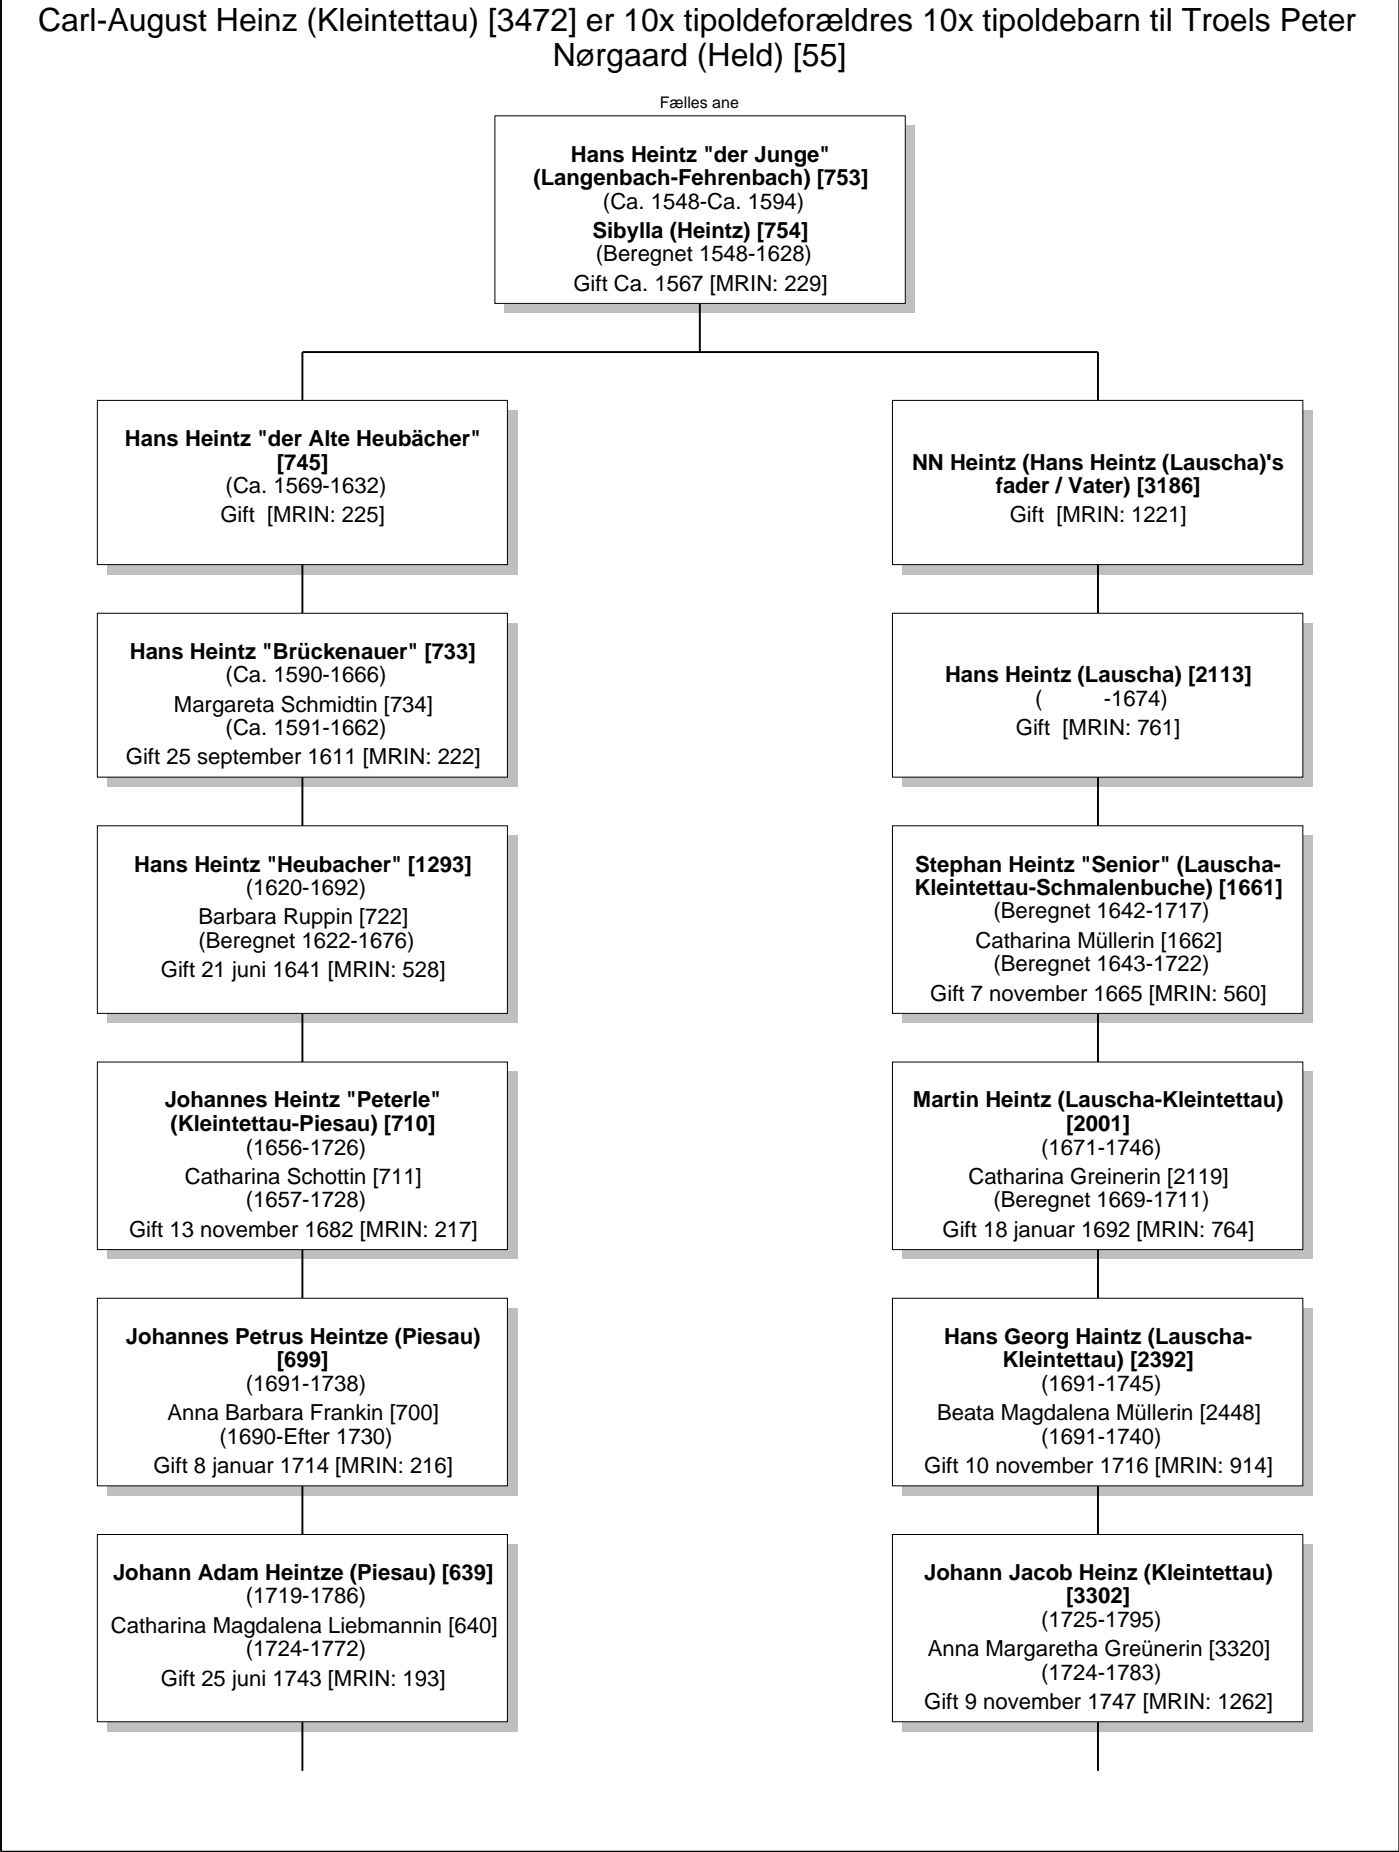 Carl-August Heinz (Kleintettau) [3472] er 10x tipoldeforældres 10x tipoldebarn til Troels Peter
Nørgaard (Held) [55]
Fælles ane
Hans Heintz "der Junge"
(Langenbach-Fehrenbach) [753]
(Ca. 1548-Ca. 1594)
Sibylla (Heintz) [754]
(Beregnet 1548-1628)
Gift Ca. 1567 [MRIN: 229]
Hans Heintz "der Alte Heubächer"
[745]
(Ca. 1569-1632)
Gift  [MRIN: 225]
NN Heintz (Hans Heintz (Lauscha)'s
fader / Vater) [3186]
Gift  [MRIN: 1221]
Hans Heintz "Brückenauer" [733]
(Ca. 1590-1666)
Margareta Schmidtin [734]
(Ca. 1591-1662)
Gift 25 september 1611 [MRIN: 222]
Hans Heintz (Lauscha) [2113]
(          -1674)
Gift  [MRIN: 761]
Hans Heintz "Heubacher" [1293]
(1620-1692)
Barbara Ruppin [722]
(Beregnet 1622-1676)
Gift 21 juni 1641 [MRIN: 528]
Stephan Heintz "Senior" (Lauscha-
Kleintettau-Schmalenbuche) [1661]
(Beregnet 1642-1717)
Catharina Müllerin [1662]
(Beregnet 1643-1722)
Gift 7 november 1665 [MRIN: 560]
Johannes Heintz "Peterle"
(Kleintettau-Piesau) [710]
(1656-1726)
Catharina Schottin [711]
(1657-1728)
Gift 13 november 1682 [MRIN: 217]
Martin Heintz (Lauscha-Kleintettau)
[2001]
(1671-1746)
Catharina Greinerin [2119]
(Beregnet 1669-1711)
Gift 18 januar 1692 [MRIN: 764]
Johannes Petrus Heintze (Piesau)
[699]
(1691-1738)
Anna Barbara Frankin [700]
(1690-Efter 1730)
Gift 8 januar 1714 [MRIN: 216]
Hans Georg Haintz (Lauscha-
Kleintettau) [2392]
(1691-1745)
Beata Magdalena Müllerin [2448]
(1691-1740)
Gift 10 november 1716 [MRIN: 914]
Johann Adam Heintze (Piesau) [639]
(1719-1786)
Catharina Magdalena Liebmannin [640]
(1724-1772)
Gift 25 juni 1743 [MRIN: 193]
Johann Jacob Heinz (Kleintettau)
[3302]
(1725-1795)
Anna Margaretha Greünerin [3320]
(1724-1783)
Gift 9 november 1747 [MRIN: 1262]